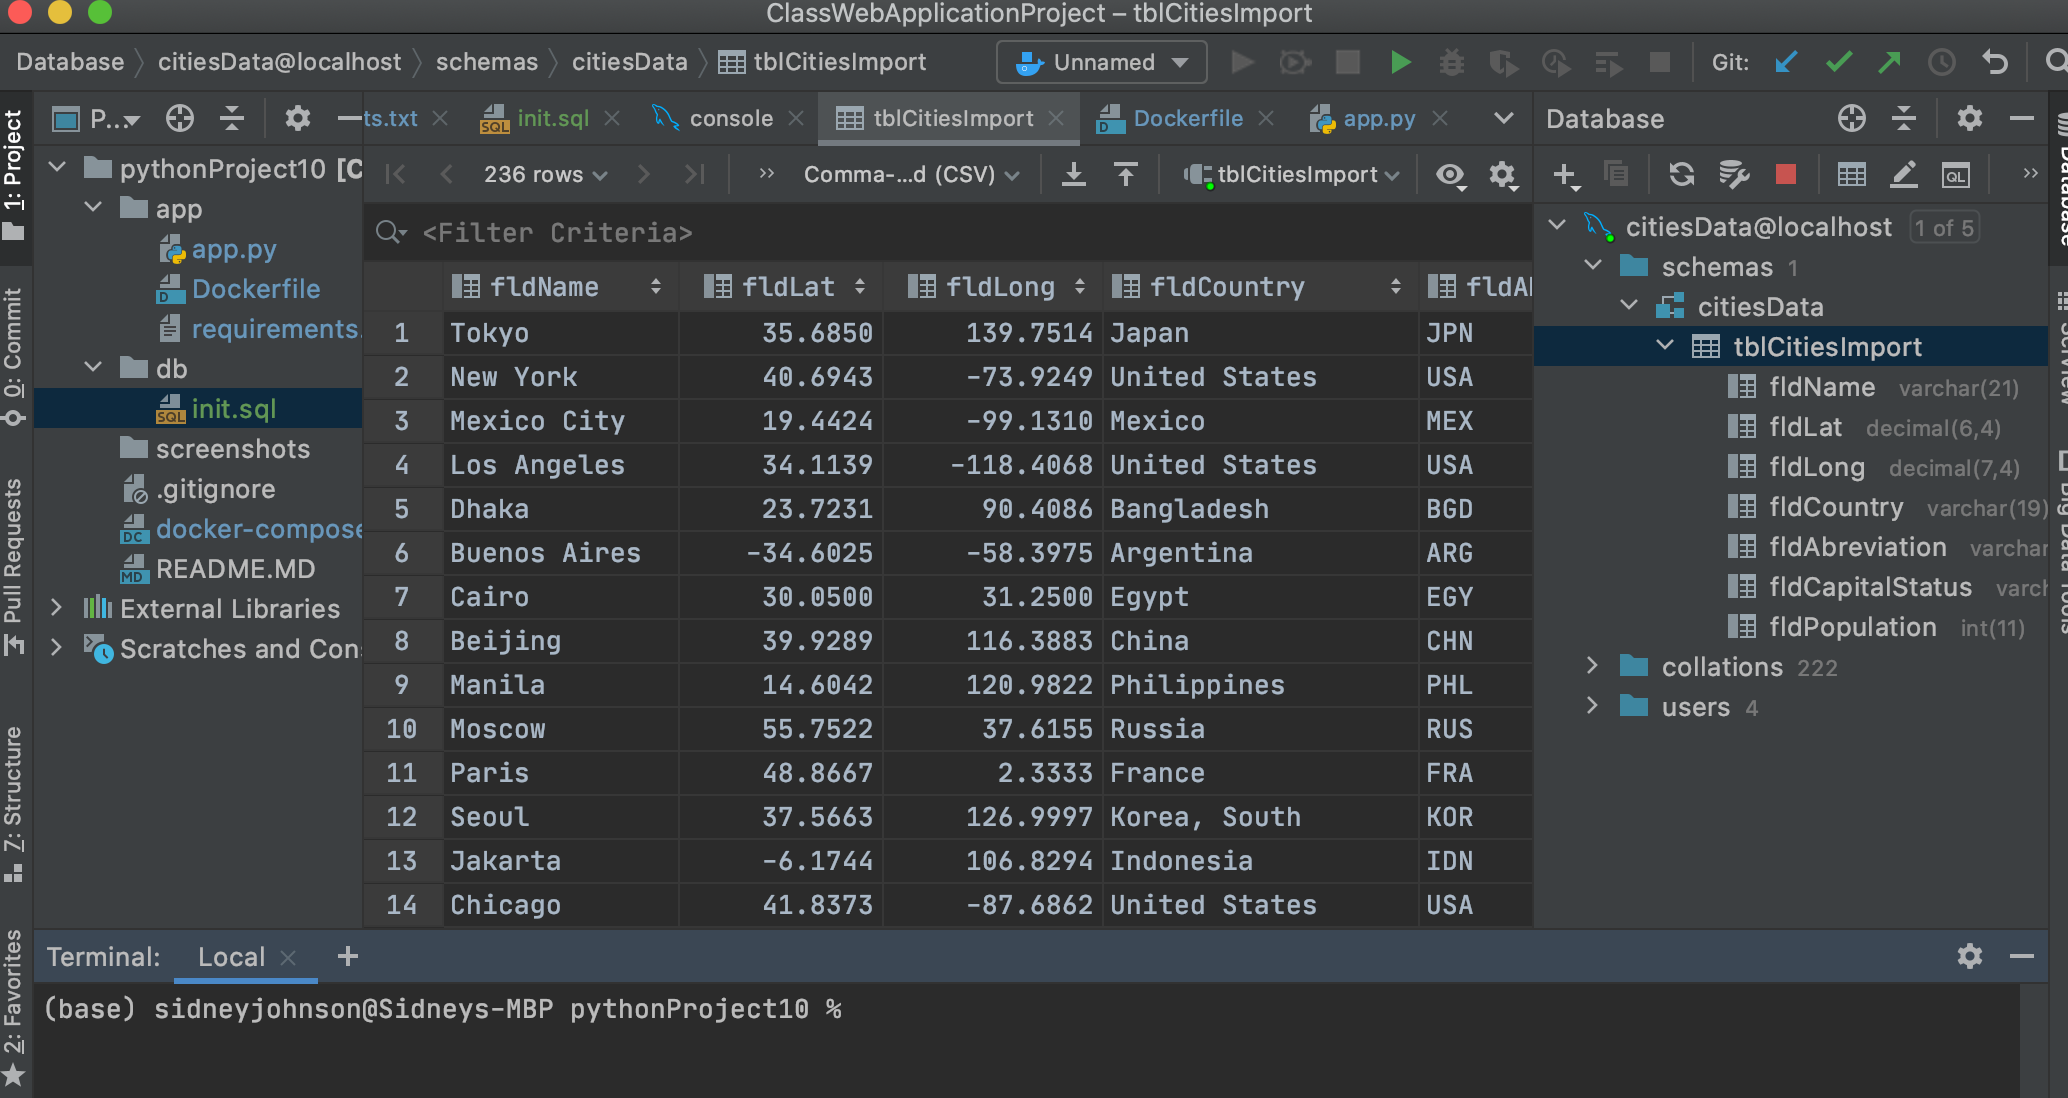 ClassWebApplicationProject – tblCitiesImport
Database citiesData@localhost schemas citiesData tblCitiesImport Unnamed Git:
1: Project
0: Commit
Pull Requests
7: Structure
2: Favorites
P...
pythonProject10 [C
app
app.py
Dockerfile
requirements.
db
SQL init.sql
screenshots
.gitignore
DC docker-compose
MD README.MD
External Libraries
Scratches and Con
ts.txt init.sql console tblCitiesImport Dockerfile app.py
236 rows Comma-...d (CSV) tblCitiesImport
<Filter Criteria>
fldName fldLat fldLong fldCountry fldA
1 Tokyo 35.6850 139.7514 Japan JPN
2 New York 40.6943 -73.9249 United States USA
3 Mexico City 19.4424 -99.1310 Mexico MEX
4 Los Angeles 34.1139 -118.4068 United States USA
5 Dhaka 23.7231 90.4086 Bangladesh BGD
6 Buenos Aires -34.6025 -58.3975 Argentina ARG
7 Cairo 30.0500 31.2500 Egypt EGY
8 Beijing 39.9289 116.3883 China CHN
9 Manila 14.6042 120.9822 Philippines PHL
10 Moscow 55.7522 37.6155 Russia RUS
11 Paris 48.8667 2.3333 France FRA
12 Seoul 37.5663 126.9997 Korea, South KOR
13 Jakarta -6.1744 106.8294 Indonesia IDN
14 Chicago 41.8373 -87.6862 United States USA
Database
QL
citiesData@localhost 1 of 5
schemas 1
citiesData
tblCitiesImport
fldName varchar(21)
fldLat decimal(6,4)
fldLong decimal(7,4)
fldCountry varchar(19)
fldAbreviation varchar
fldCapitalStatus varch
fldPopulation int(11)
collations 222
users 4
Database
SciView
Big Data Tools
Terminal: Local +
(base) sidneyjohnson@Sidneys-MBP pythonProject10 %